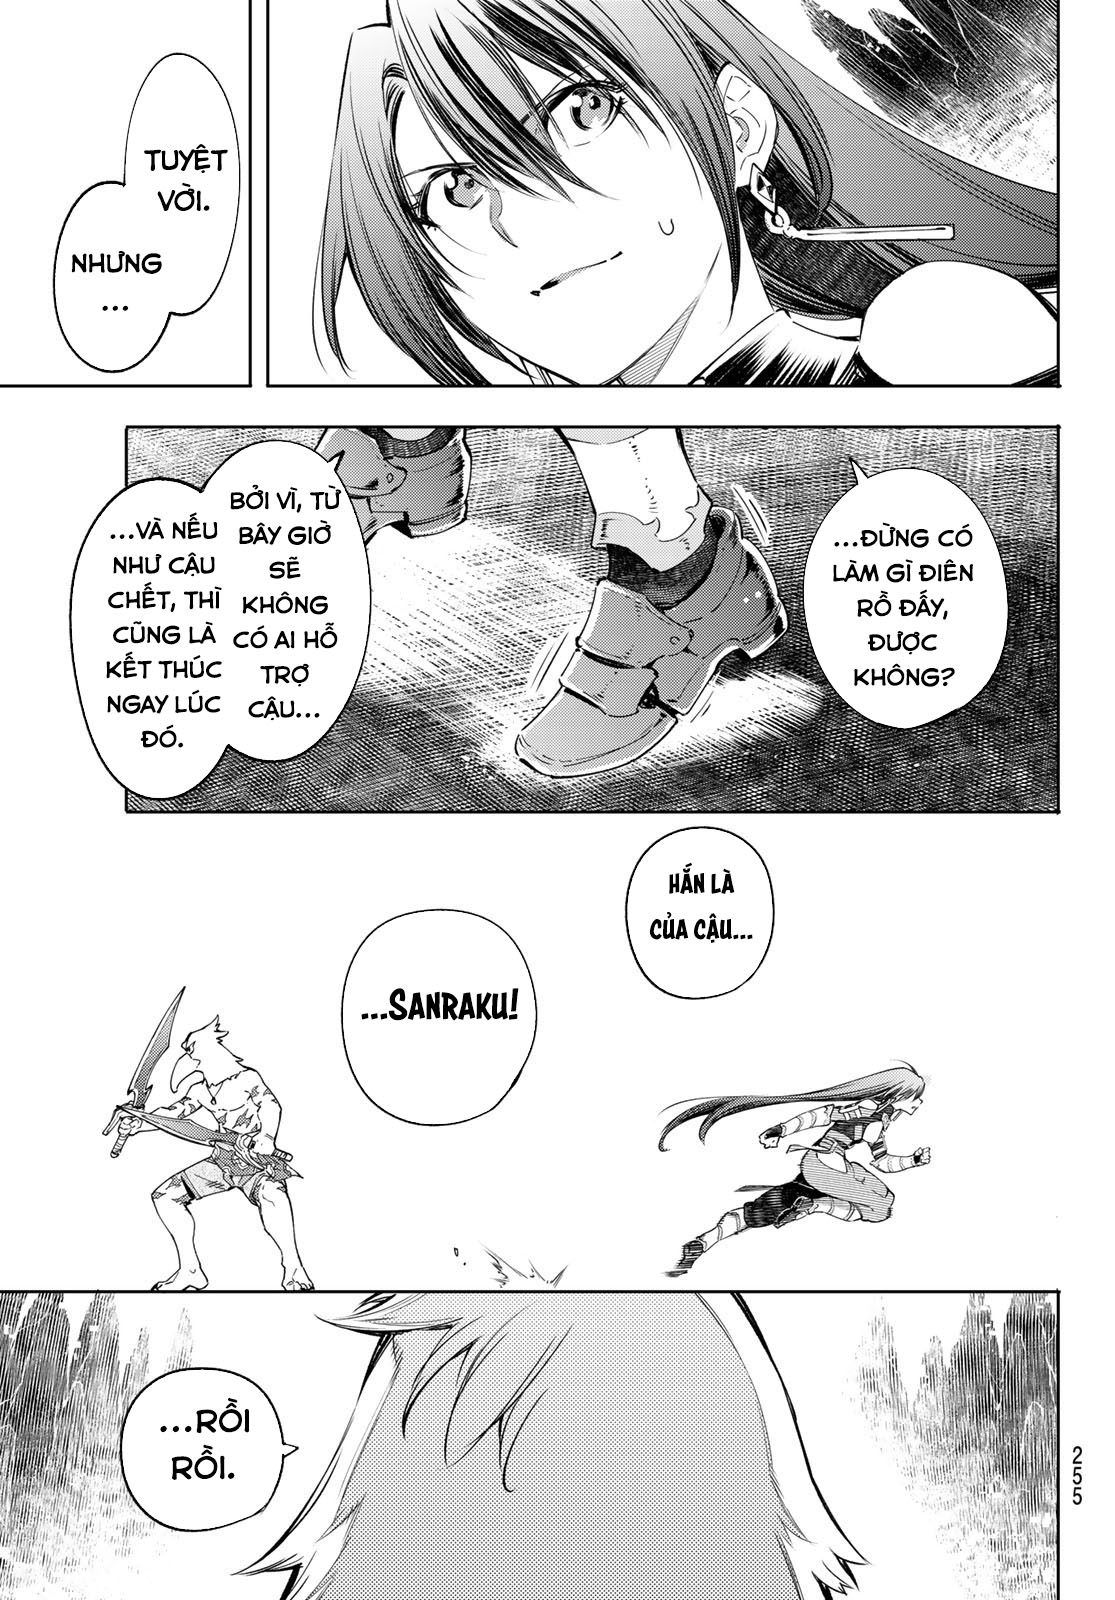 TUYỆT
VỜI.
NHƯNG
...
...ĐỪNG CÓ
LÀM GÌ ĐIÊN
RỒ ĐẤY,
ĐƯỢC
KHÔNG?
BỞI VÌ, TỪ
BÂY GIỜ
SẼ
KHÔNG
CÓ AI HỖ
TRỢ
CẬU...
...VÀ NẾU
NHƯ CẬU
CHẾT, THÌ
CŨNG LÀ
KẾT THÚC
NGAY LÚC
ĐÓ.
HẮN LÀ
CỦA CẬU...
...SANRAKU!
...RỒI
RỒI.
255